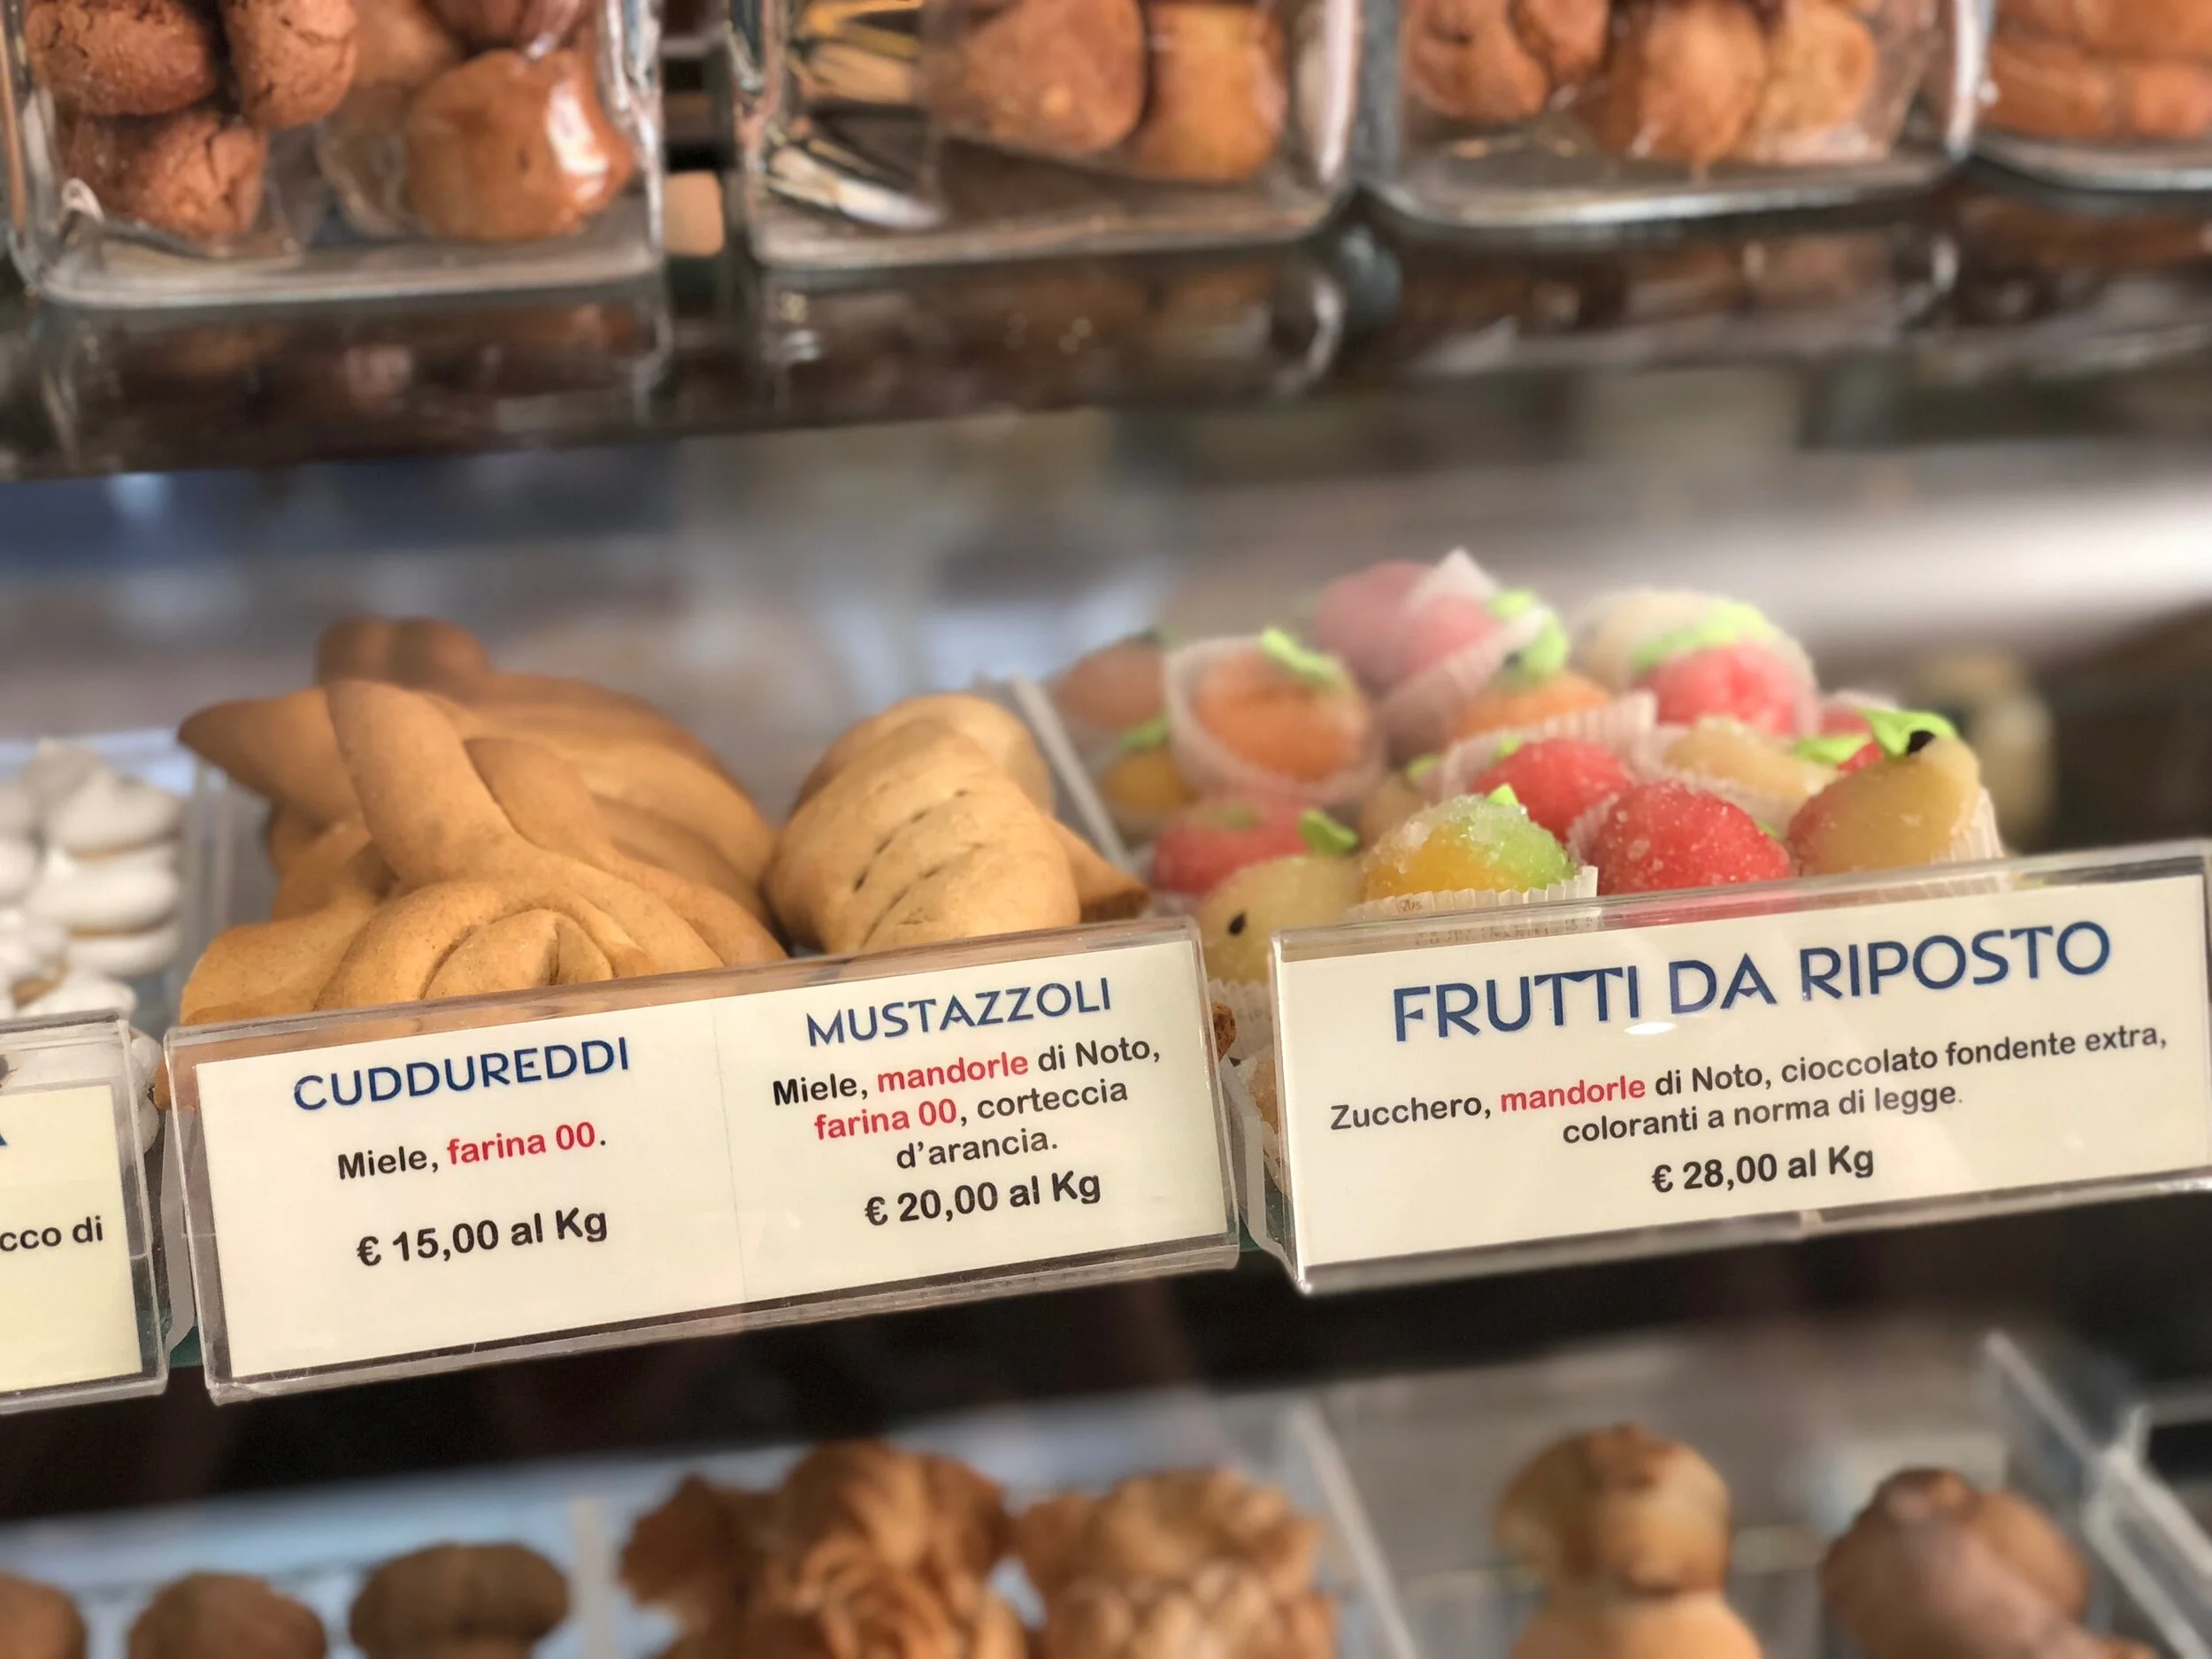 cco di
CUDDUREDDI
Miele, farina 00.
€ 15,00 al Kg
MUSTAZZOLI
Miele, mandorle di Noto,
farina 00, corteccia
d'arancia.
€ 20,00 al Kg
FRUTTI DA RIPOSTO
Zucchero, mandorle di Noto, cioccolato fondente extra,
coloranti a norma di legge.
€ 28,00 al Kg